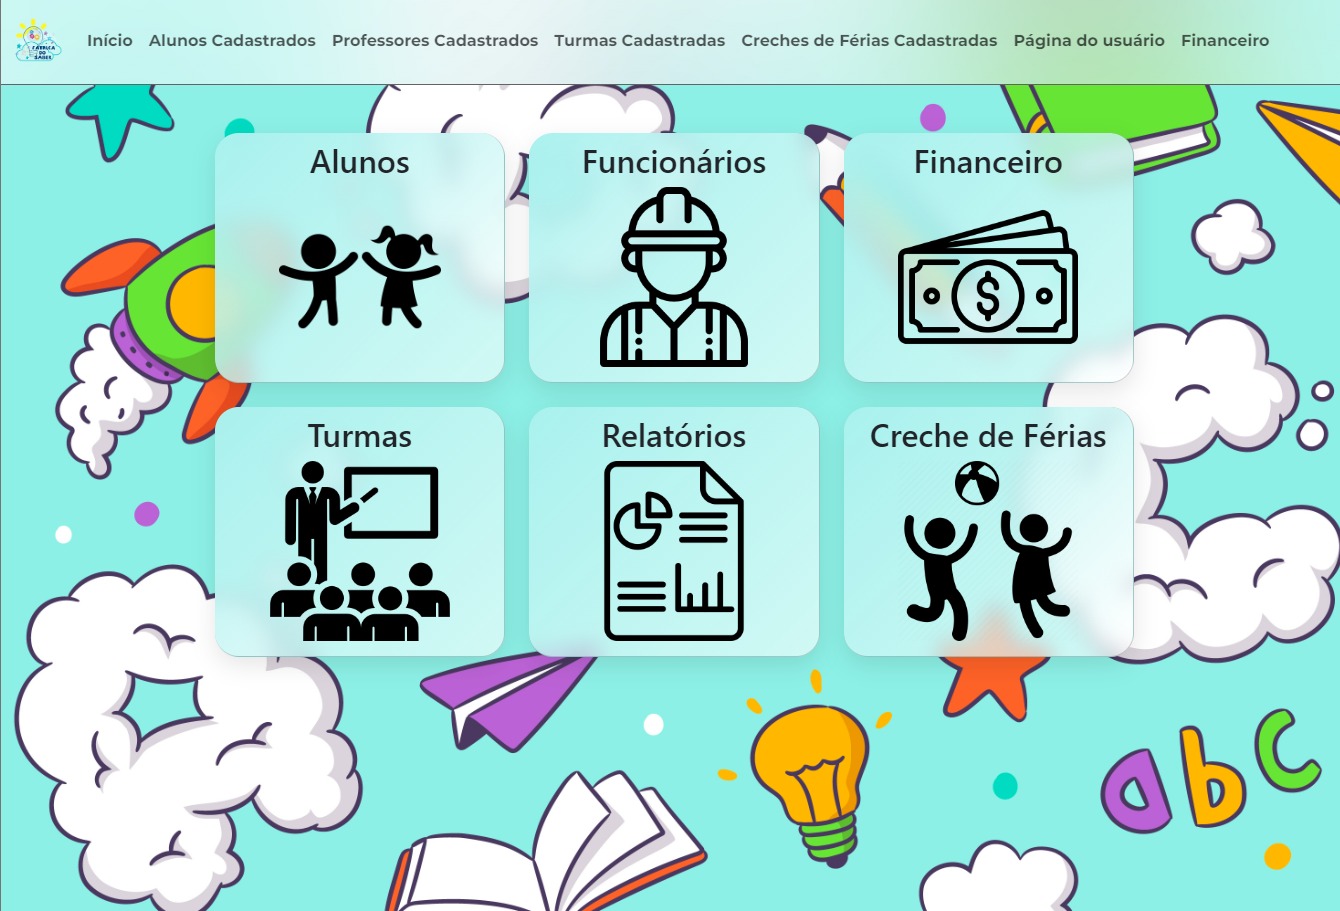 CABEÇA
DO
SABER
Início Alunos Cadastrados Professores Cadastrados Turmas Cadastradas Creches de Férias Cadastradas Página do usuário Financeiro
Alunos
Funcionários
Financeiro
$
Turmas
Relatórios
Creche de Férias
abc